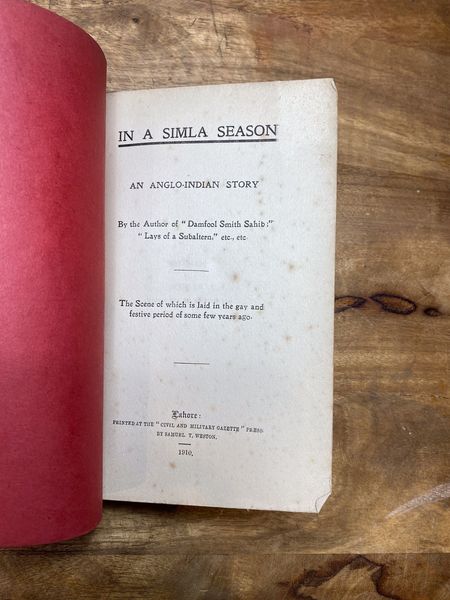 IN A SIMLA SEASON
AN ANGLO-INDIAN STORY
By the Author of "Damfool Smith Sahib;"
"Lays of a Subaltern," etc., etc
The Scene of which is laid in the gay and
festive period of some few years ago.
Lahore:
PRINTED AT THE "CIVIL AND MILITARY GAZETTE" PRESS
BY SAMUEL T. WESTON.
1910.